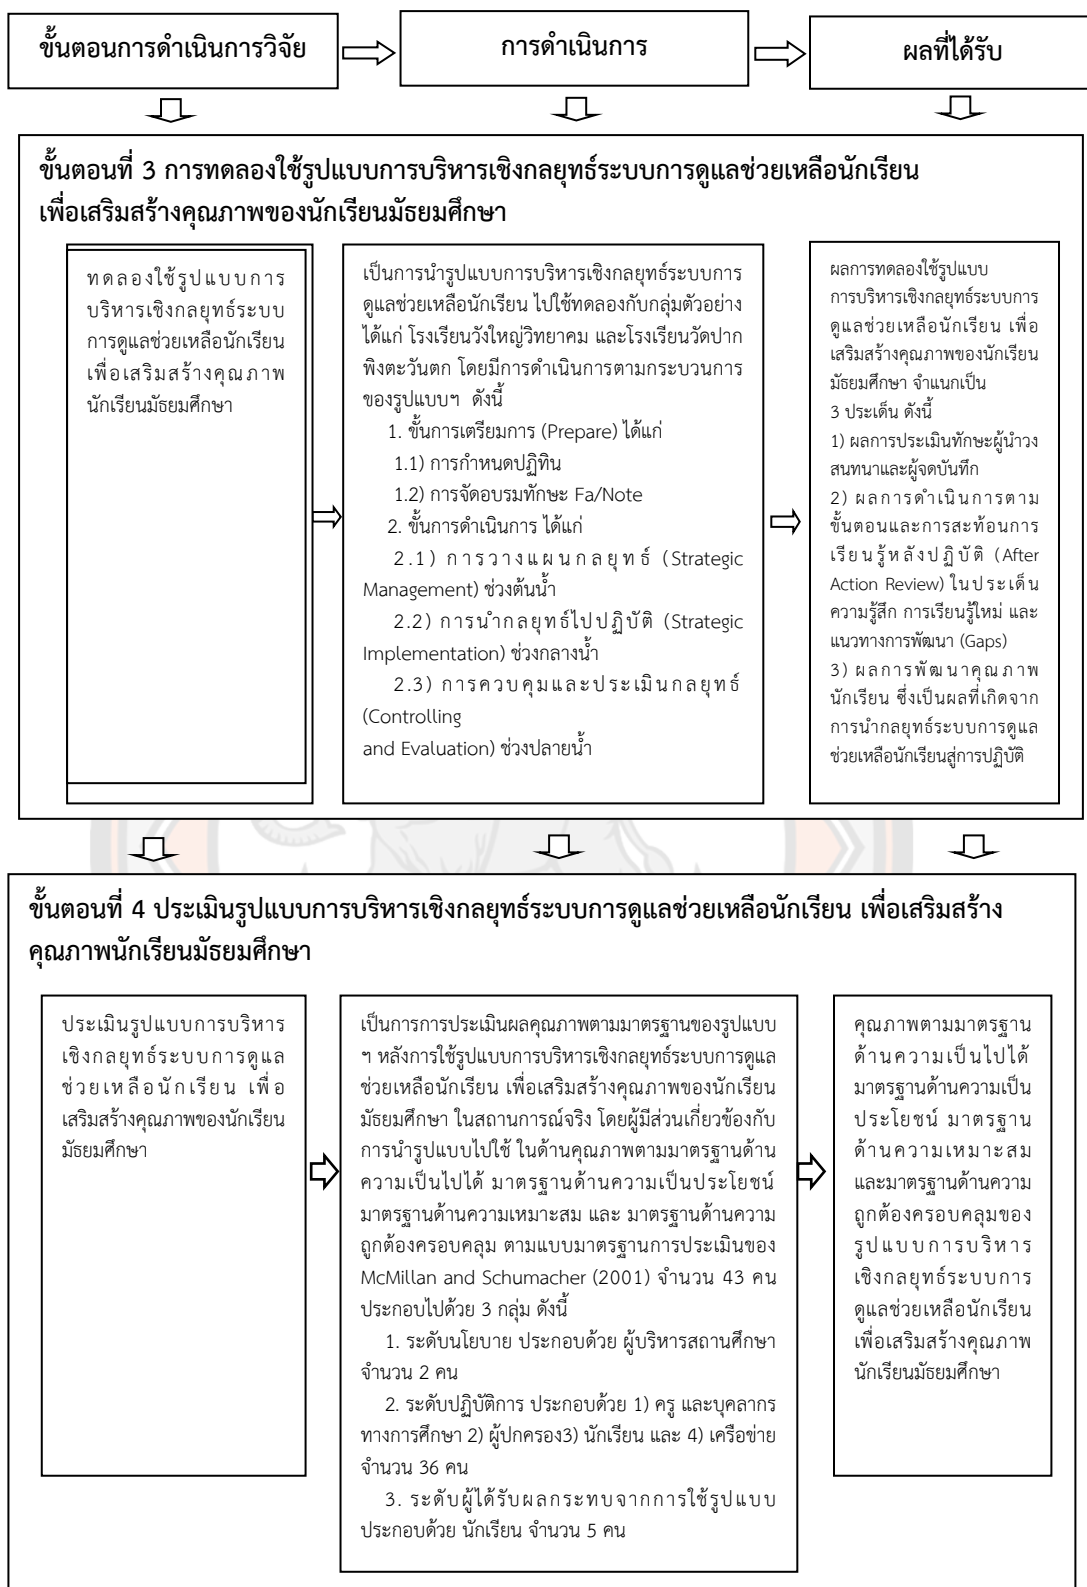 ขั้นตอนการดำเนินการวิจัย
การดำเนินการ
ผลที่ได้รับ
ขั้นตอนที่ 3 การทดลองใช้รูปแบบการบริหารเชิงกลยุทธ์ระบบการดูแลช่วยเหลือนักเรียน
เพื่อเสริมสร้างคุณภาพของนักเรียนมัธยมศึกษา
ทดลองใช้รูปแบบการ
บริหารเชิงกลยุทธ์ระบบ
การดูแลช่วยเหลือนักเรียน
เพื่อเสริมสร้างคุณภาพ
นักเรียนมัธยมศึกษา
เป็นการนำรูปแบบการบริหารเชิงกลยุทธ์ระบบการ
ดูแลช่วยเหลือนักเรียน ไปใช้ทดลองกับกลุ่มตัวอย่าง
ได้แก่ โรงเรียนวังใหญ่วิทยาคม และโรงเรียนวัดปาก
พิงตะวันตก โดยมีการดำเนินการตามกระบวนการ
ของรูปแบบฯ ดังนี้
1. ขั้นการเตรียมการ (Prepare) ได้แก่
1.1) การกำหนดปฏิทิน
1.2) การจัดอบรมทักษะ Fa/Note
2. ขั้นการดำเนินการ ได้แก่
2.1) การวางแผนกลยุทธ์ (Strategic
Management) ช่วงต้นน้ำ
2.2) การนำกลยุทธ์ไปปฏิบัติ (Strategic
Implementation) ช่วงกลางน้ำ
2.3) การควบคุมและประเมินกลยุทธ์
(Controlling
and Evaluation) ช่วงปลายน้ำ
ผลการทดลองใช้รูปแบบ
การบริหารเชิงกลยุทธ์ระบบการ
ดูแลช่วยเหลือนักเรียน เพื่อ
เสริมสร้างคุณภาพของนักเรียน
มัธยมศึกษา จำแนกเป็น
3 ประเด็น ดังนี้
1) ผลการประเมินทักษะผู้นำวง
สนทนาและผู้จดบันทึก
2) ผลการดำเนินการตาม
ขั้นตอนและการสะท้อนการ
เรียนรู้หลังปฏิบัติ (After
Action Review) ในประเด็น
ความรู้สึก การเรียนรู้ใหม่ และ
แนวทางการพัฒนา (Gaps)
3) ผลการพัฒนาคุณภาพ
นักเรียน ซึ่งเป็นผลที่เกิดจาก
การนำกลยุทธ์ระบบการดูแล
ช่วยเหลือนักเรียนสู่การปฏิบัติ
ขั้นตอนที่ 4 ประเมินรูปแบบการบริหารเชิงกลยุทธ์ระบบการดูแลช่วยเหลือนักเรียน เพื่อเสริมสร้าง
คุณภาพนักเรียนมัธยมศึกษา
ประเมินรูปแบบการบริหาร
เชิงกลยุทธ์ระบบการดูแล
ช่วยเหลือนักเรียน เพื่อ
เสริมสร้างคุณภาพของนักเรียน
มัธยมศึกษา
เป็นการการประเมินผลคุณภาพตามมาตรฐานของรูปแบบ
ฯ หลังการใช้รูปแบบการบริหารเชิงกลยุทธ์ระบบการดูแล
ช่วยเหลือนักเรียน เพื่อเสริมสร้างคุณภาพของนักเรียน
มัธยมศึกษา ในสถานการณ์จริง โดยผู้มีส่วนเกี่ยวข้องกับ
การนำรูปแบบไปใช้ ในด้านคุณภาพตามมาตรฐานด้าน
ความเป็นไปได้ มาตรฐานด้านความเป็นประโยชน์
มาตรฐานด้านความเหมาะสม และ มาตรฐานด้านความ
ถูกต้องครอบคลุม ตามแบบมาตรฐานการประเมินของ
McMillan and Schumacher (2001) จำนวน 43 คน
ประกอบไปด้วย 3 กลุ่ม ดังนี้
1. ระดับนโยบาย ประกอบด้วย ผู้บริหารสถานศึกษา
จำนวน 2 คน
2. ระดับปฏิบัติการ ประกอบด้วย 1) ครู และบุคลากร
ทางการศึกษา 2) ผู้ปกครอง3) นักเรียน และ 4) เครือข่าย
จำนวน 36 คน
3. ระดับผู้ได้รับผลกระทบจากการใช้รูปแบบ
ประกอบด้วย นักเรียน จำนวน 5 คน
คุณภาพตามมาตรฐาน
ด้านความเป็นไปได้
มาตรฐานด้านความเป็น
ประโยชน์ มาตรฐาน
ด้านความเหมาะสม
และมาตรฐานด้านความ
ถูกต้องครอบคลุมของ
รูปแบบการบริหาร
เชิงกลยุทธ์ระบบการ
ดูแลช่วยเหลือนักเรียน
เพื่อเสริมสร้างคุณภาพ
นักเรียนมัธยมศึกษา